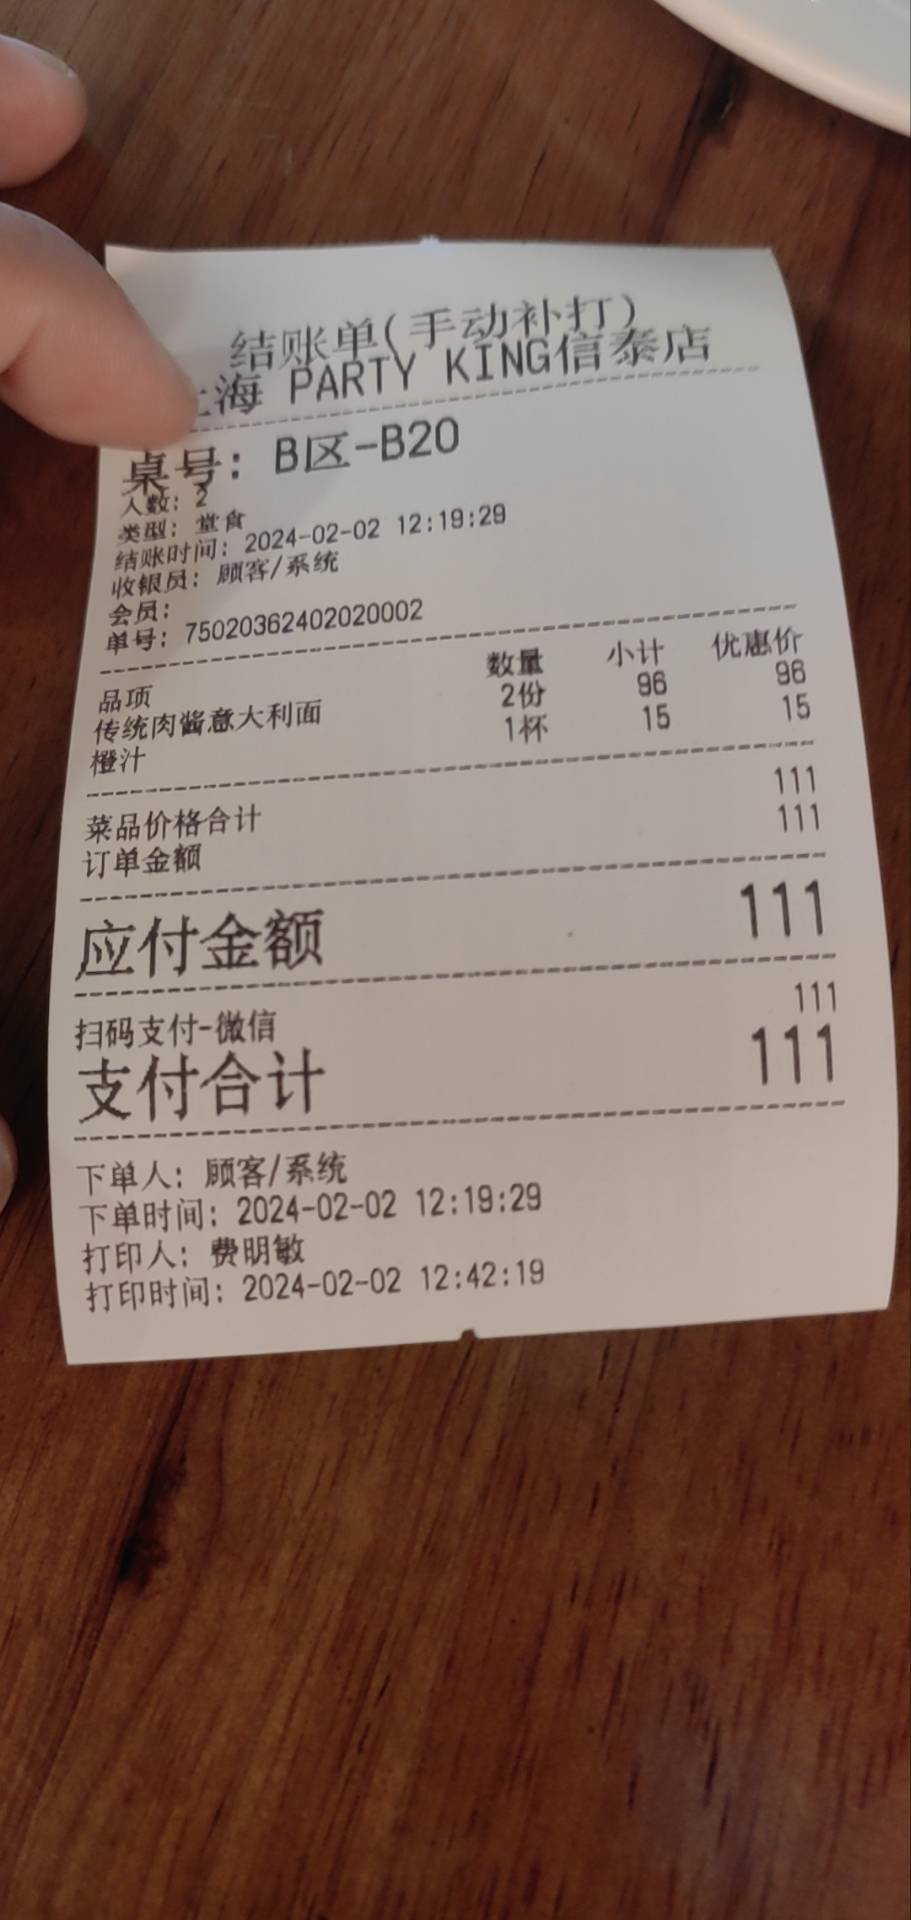 结账单(手动补打)
上海 PARTY KING信泰店
桌号: B区-B20
人数: 2
类型: 堂食
结账时间: 2024-02-02 12:19:29
收银员: 顾客/系统
会员:
单号: 75020362402020002
品项 数量 小计 优惠价
传统肉酱意大利面 2份 96 96
橙汁 1杯 15 15
菜品价格合计 111
订单金额 111
应付金额 111
扫码支付-微信 111
支付合计 111
下单人: 顾客/系统
下单时间: 2024-02-02 12:19:29
打印人: 费明敏
打印时间: 2024-02-02 12:42:19